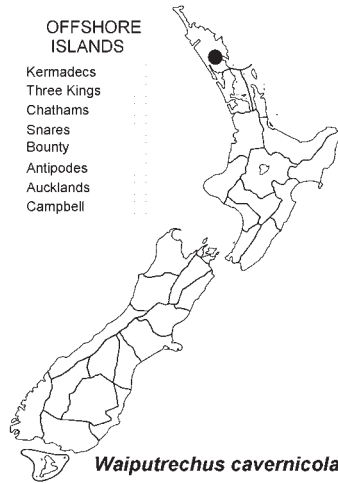 OFFSHORE
ISLANDS
Kermadecs
Three Kings
Chathams
Snares
Bounty
Antipodes
Aucklands
Campbell
Waiputrechus cavernicola